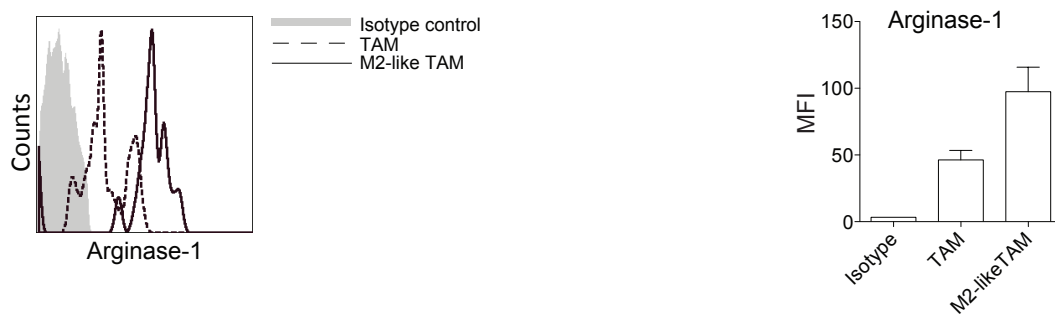 Counts
Arginase-1
Isotype control
TAM
M2-like TAM
Arginase-1
MFI
150
100
50
0
Isotype
TAM
M2-likeTAM